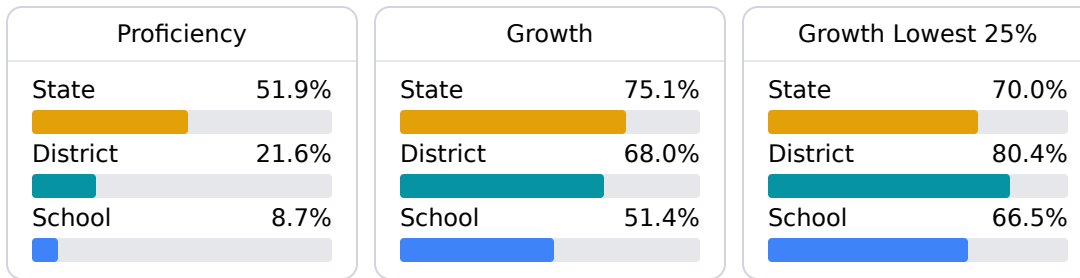 Proficiency
State 51.9%
District 21.6%
School 8.7%
Growth
State 75.1%
District 68.0%
School 51.4%
Growth Lowest 25%
State 70.0%
District 80.4%
School 66.5%